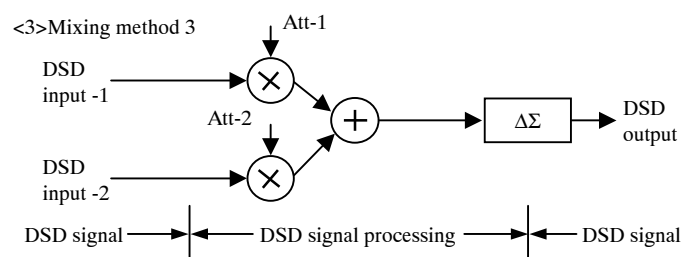 <3>Mixing method 3
Att-1
DSD
input -1
Att-2
ΔΣ
DSD
output
DSD
input -2
DSD signal
DSD signal processing
DSD signal